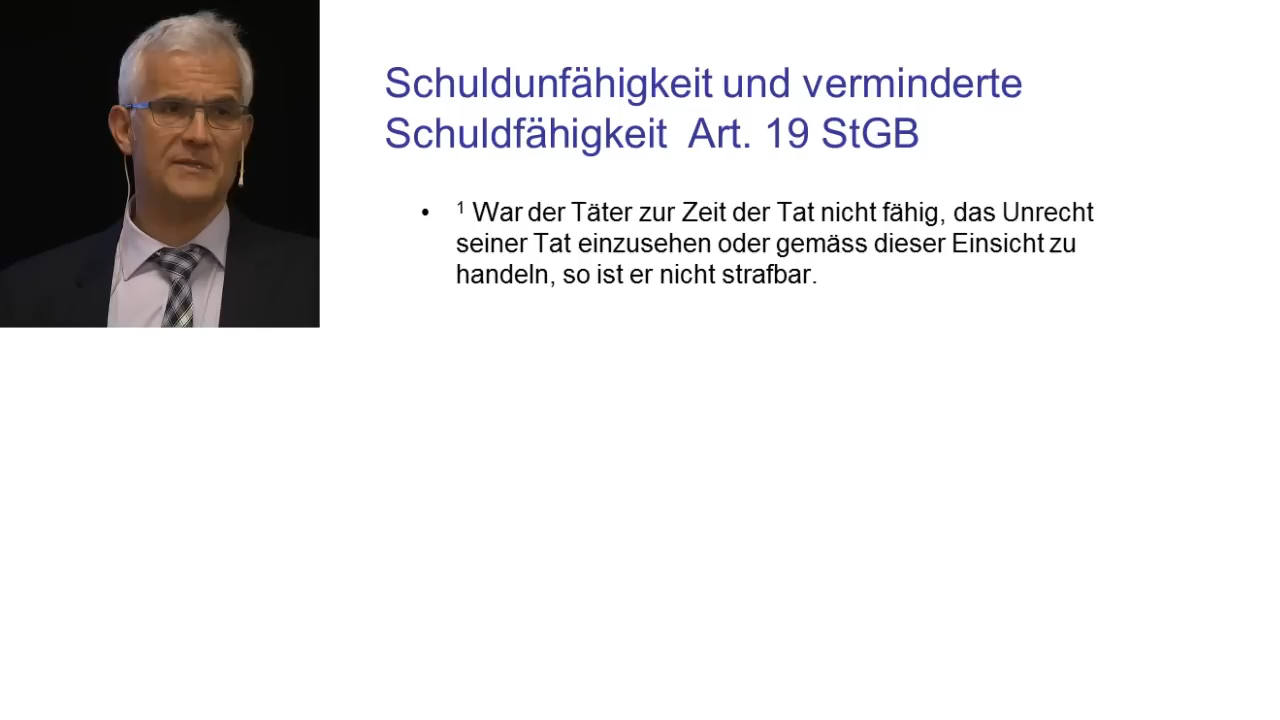 Schuldunfähigkeit und verminderte
Schuldfähigkeit Art. 19 StGB
• ¹ War der Täter zur Zeit der Tat nicht fähig, das Unrecht
seiner Tat einzusehen oder gemäss dieser Einsicht zu
handeln, so ist er nicht strafbar.